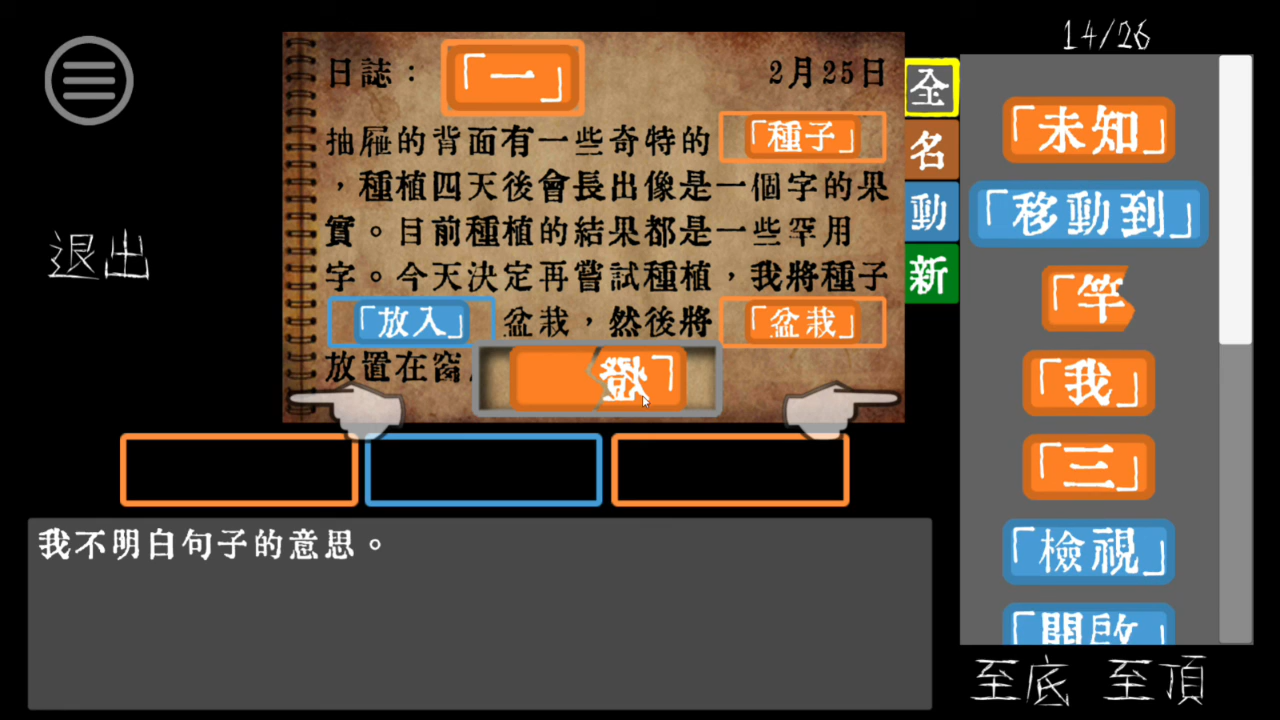 14/26
日誌：「一」 2月25日
抽屜的背面有一些奇特的「種子」
，種植四天後會長出像是一個字的果
實。目前種植的結果都是一些罕用
字。今天決定再嘗試種植，我將種子
「放入」盆栽，然後將「盆栽」
放置在窗
燈」
退出
全
名
動
新
「未知」
「移動到」
「竿
「我」
「三」
「檢視」
「開啟」
我不明白句子的意思。
至底 至頂